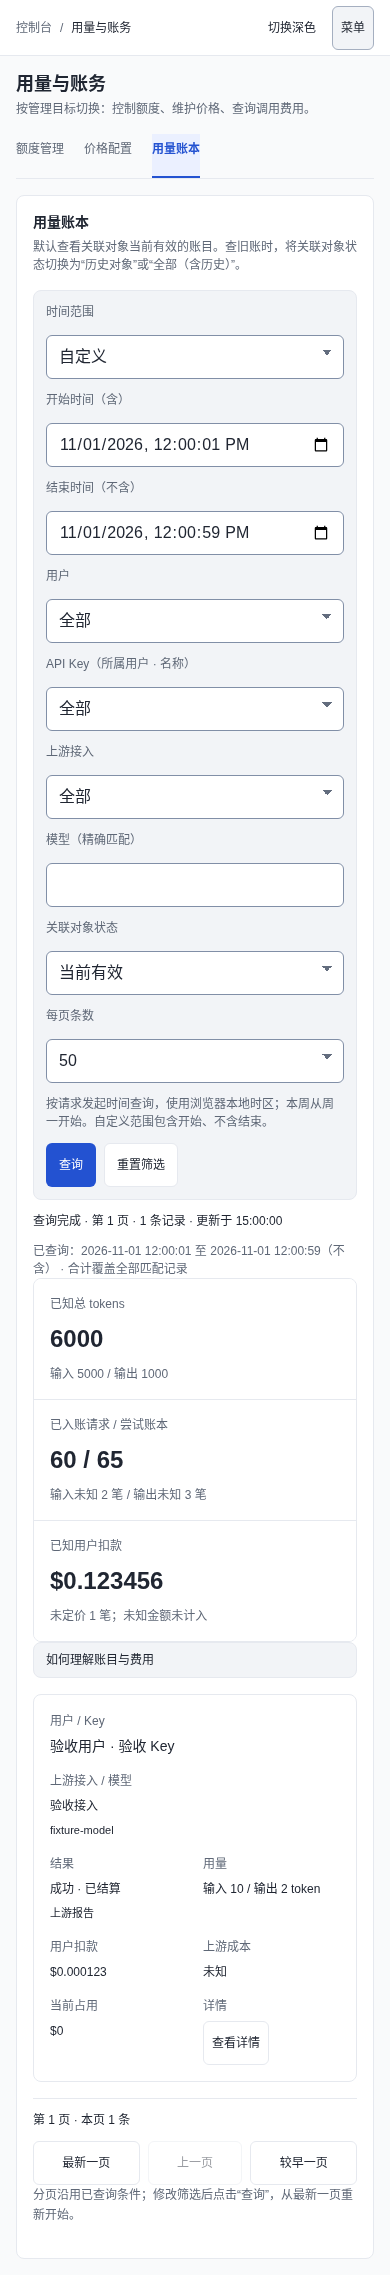 控制台 / 用量与账务 切换深色 菜单
用量与账务
按管理目标切换：控制额度、维护价格、查询调用费用。
额度管理 价格配置 用量账本
用量账本
默认查看关联对象当前有效的账目。查旧账时，将关联对象状
态切换为“历史对象”或“全部（含历史）”。
时间范围
自定义
开始时间（含）
11/01/2026, 12:00:01 PM
结束时间（不含）
11/01/2026, 12:00:59 PM
用户
全部
API Key（所属用户 · 名称）
全部
上游接入
全部
模型（精确匹配）
关联对象状态
当前有效
每页条数
50
按请求发起时间查询，使用浏览器本地时区；本周从周
一开始。自定义范围包含开始、不含结束。
查询 重置筛选
查询完成 · 第 1 页 · 1 条记录 · 更新于 15:00:00
已查询：2026-11-01 12:00:01 至 2026-11-01 12:00:59（不
含） · 合计覆盖全部匹配记录
已知总 tokens
6000
输入 5000 / 输出 1000
已入账请求 / 尝试账本
60 / 65
输入未知 2 笔 / 输出未知 3 笔
已知用户扣款
$0.123456
未定价 1 笔；未知金额未计入
如何理解账目与费用
用户 / Key
验收用户 · 验收 Key
上游接入 / 模型
验收接入
fixture-model
结果 用量
成功 · 已结算 输入 10 / 输出 2 token
上游报告
用户扣款 上游成本
$0.000123 未知
当前占用 详情
$0 查看详情
第 1 页 · 本页 1 条
最新一页 上一页 较早一页
分页沿用已查询条件；修改筛选后点击“查询”，从最新一页重
新开始。